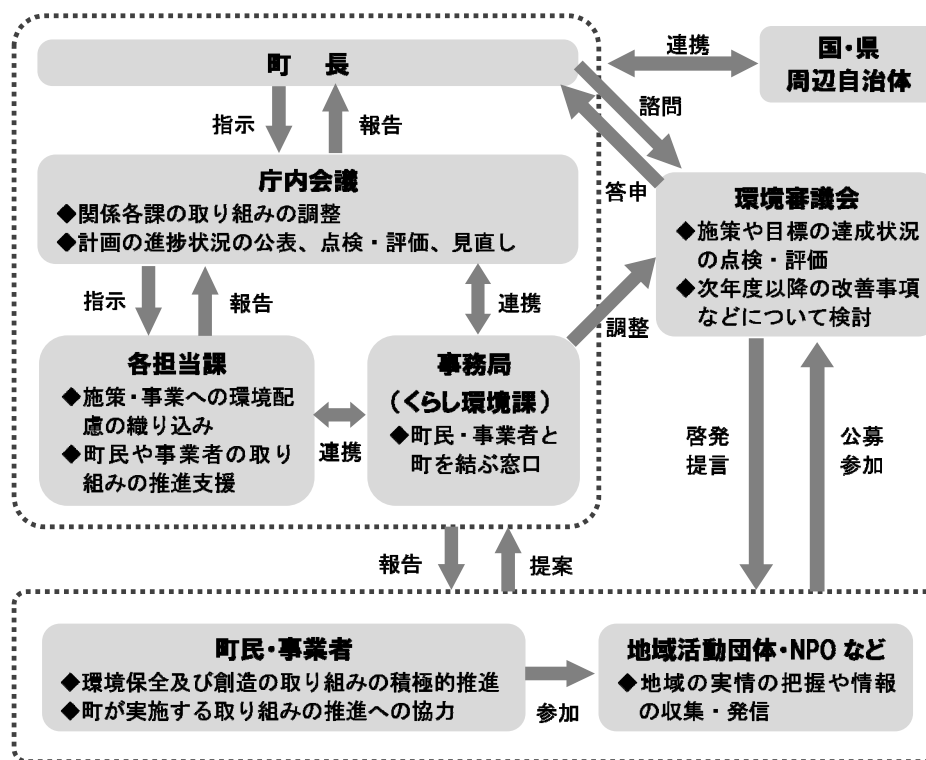 町 長
連携
国・県
周辺自治体
指示
報告
諮問
答申
庁内会議
◆関係各課の取り組みの調整
◆計画の進捗状況の公表、点検・評価、見直し
環境審議会
◆施策や目標の達成状況
の点検・評価
◆次年度以降の改善事項
などについて検討
指示
報告
連携
調整
各担当課
◆施策・事業への環境配
慮の織り込み
◆町民や事業者の取り
組みの推進支援
連携
事務局
（くらし環境課）
◆町民・事業者と
町を結ぶ窓口
啓発
提言
公募
参加
報告
提案
町民・事業者
◆環境保全及び創造の取り組みの積極的推進
◆町が実施する取り組みの推進への協力
参加
地域活動団体・NPO など
◆地域の実情の把握や情報
の収集・発信